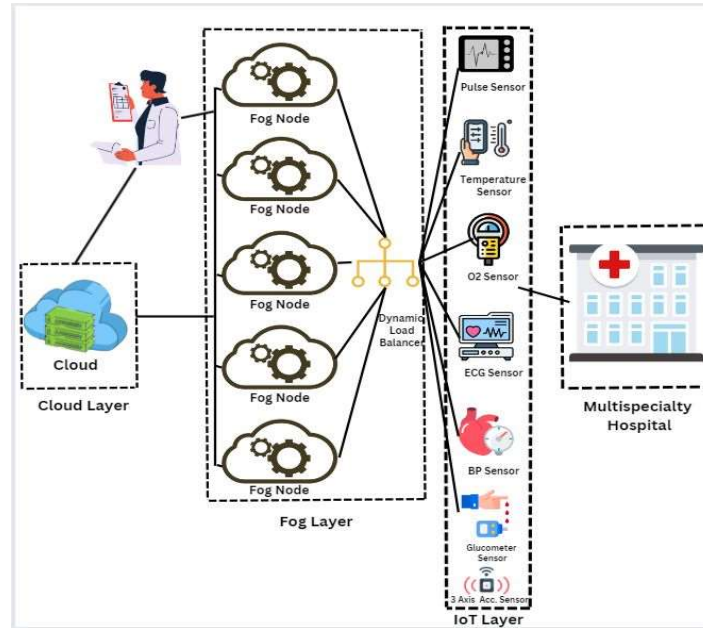 Fog Node
Fog Node
Fog Node
Fog Node
Fog Node
Dynamic
Load
Balancer
Fog Layer
Cloud
Cloud Layer
Pulse Sensor
Temperature
Sensor
O2 Sensor
ECG Sensor
BP Sensor
Glucometer
Sensor
3 Axis Acc. Sensor
IoT Layer
Multispecialty
Hospital